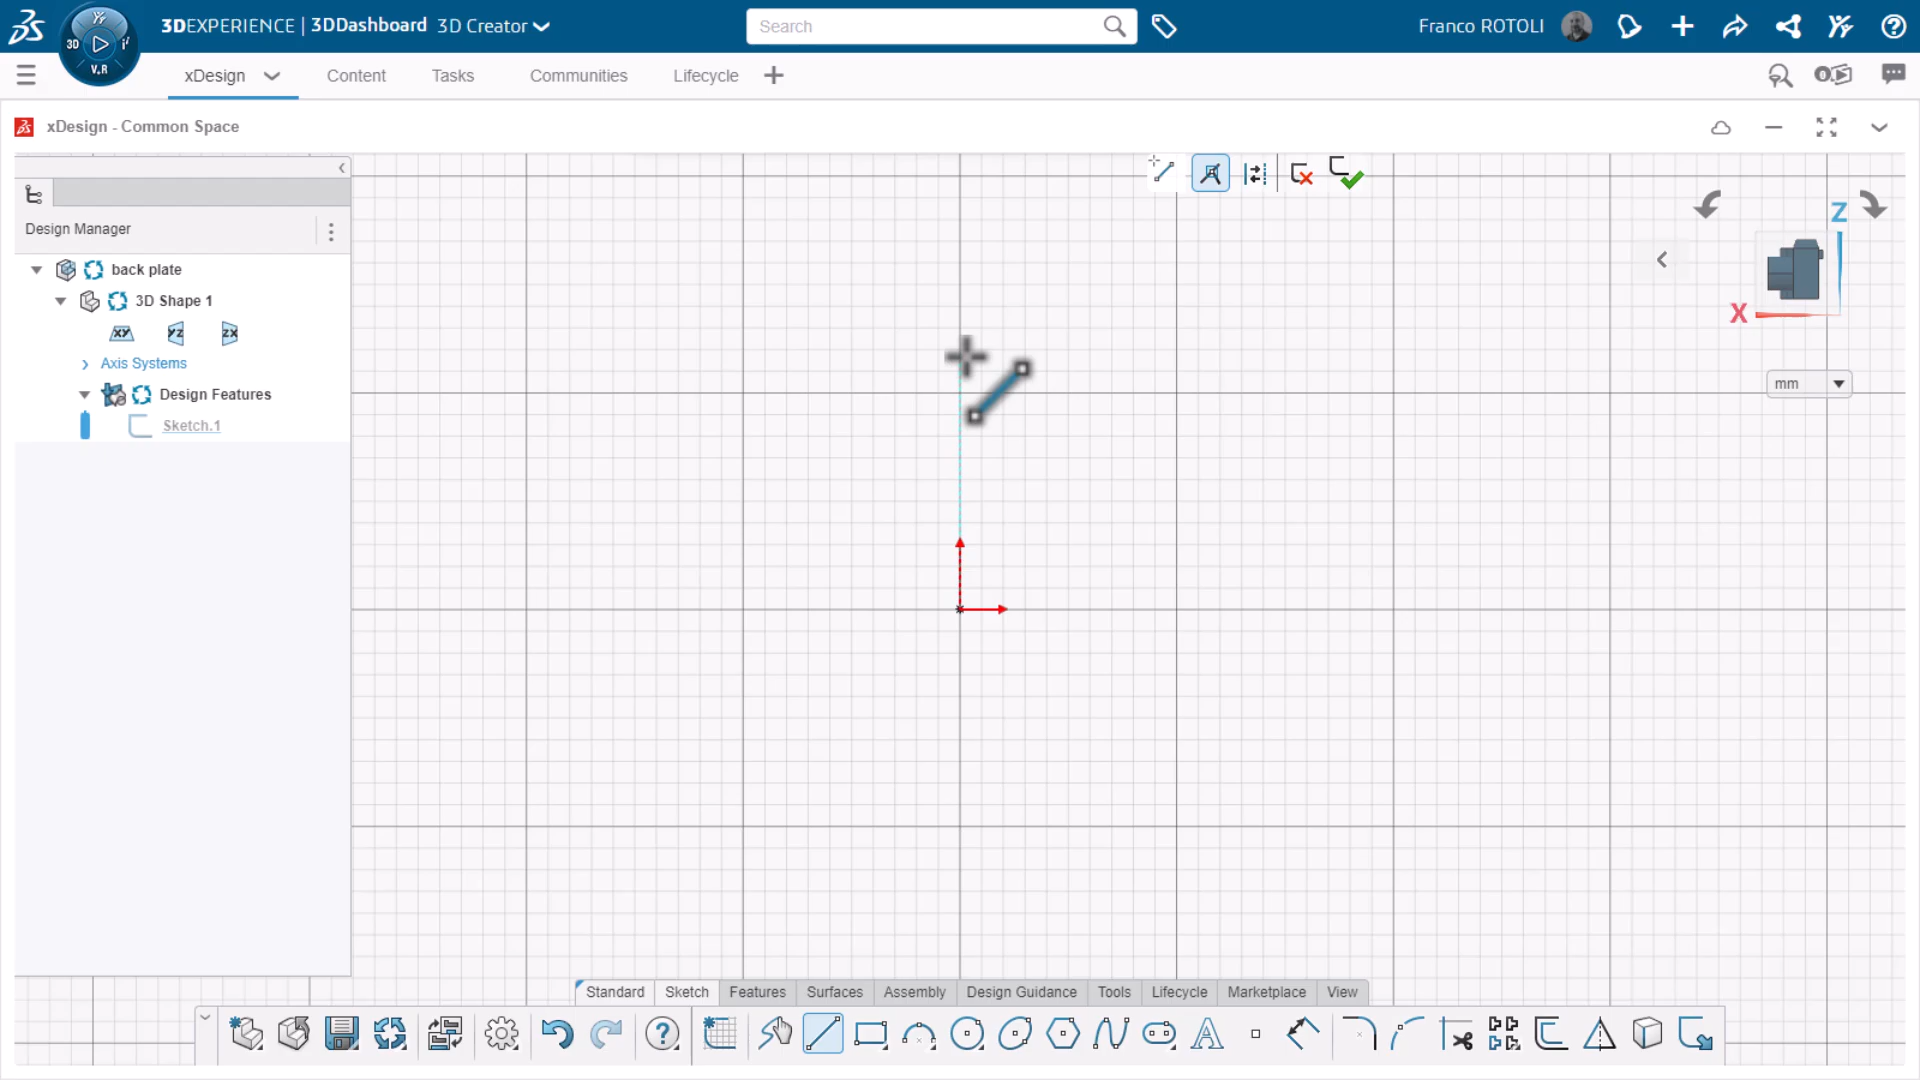 3DEXPERIENCE | 3DDashboard 3D Creator
Search
Franco ROTOLI
3D
V.R
xDesign
Content
Tasks
Communities
Lifecycle
xDesign - Common Space
Design Manager
back plate
3D Shape 1
XY
YZ
ZX
Axis Systems
Design Features
Sketch.1
Z
X
mm
Standard
Sketch
Features
Surfaces
Assembly
Design Guidance
Tools
Lifecycle
Marketplace
View